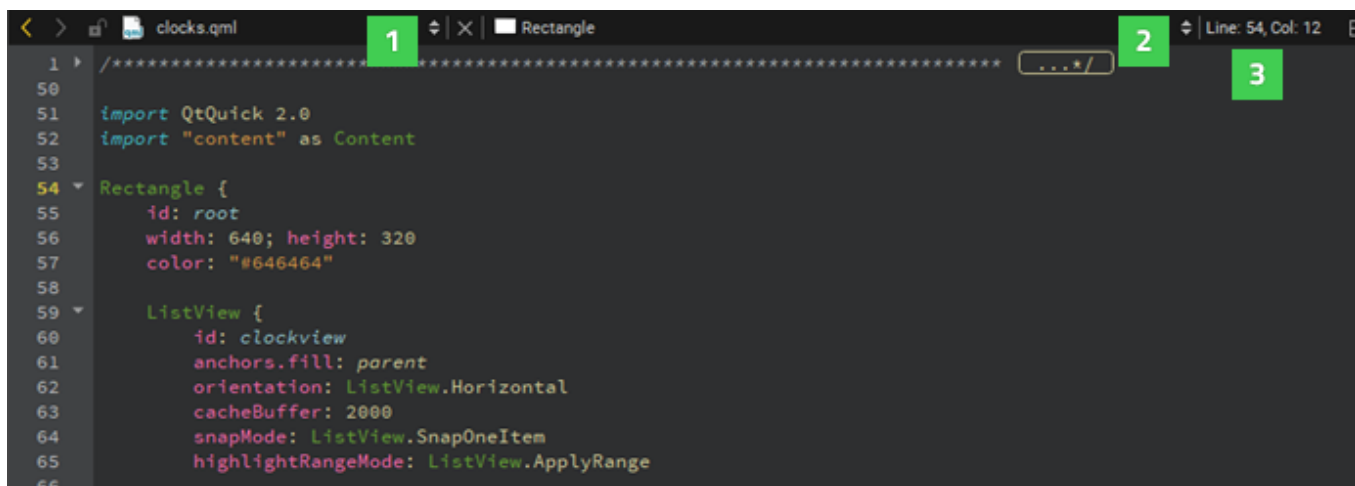 clocks.qml 1 Rectangle 2 Line: 54, Col: 12
3
1 /**************************************************************************** ...*/
50
51 import QtQuick 2.0
52 import "content" as Content
53
54 Rectangle {
55 id: root
56 width: 640; height: 320
57 color: "#646464"
58
59 ListView {
60 id: clockview
61 anchors.fill: parent
62 orientation: ListView.Horizontal
63 cacheBuffer: 2000
64 snapMode: ListView.SnapOneItem
65 highlightRangeMode: ListView.ApplyRange
66